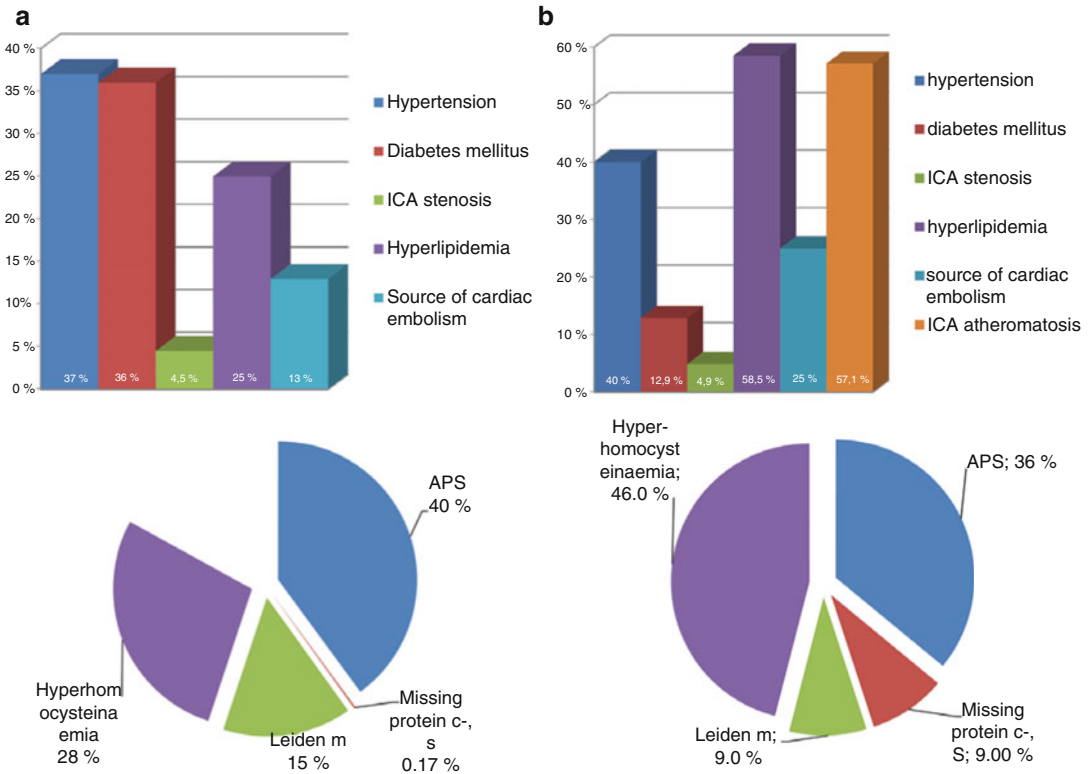 a
40 %
35%
30 %
25 %
20 %
15 %
10%
5 %
0 %
37 %
36 %
4,5 %
25 %
13 %
Hypertension
Diabetes mellitus
ICA stenosis
Hyperlipidemia
Source of cardiac
embolism
b
60 %
50 %
40 %
30 %
20 %
10 %
0 %
40 %
12,9 %
4,9 %
58,5 %
25 %
57,1 %
hypertension
diabetes mellitus
ICA stenosis
hyperlipidemia
source of cardiac
embolism
ICA atheromatosis
APS
40 %
Missing
protein c-,
s
0.17 %
Leiden m
15 %
Hyperhom
ocysteina
emia
28 %
Hyper-
homocyst
einaemia;
46.0 %
APS; 36 %
Missing
protein c-,
S; 9.00 %
Leiden m;
9.0 %